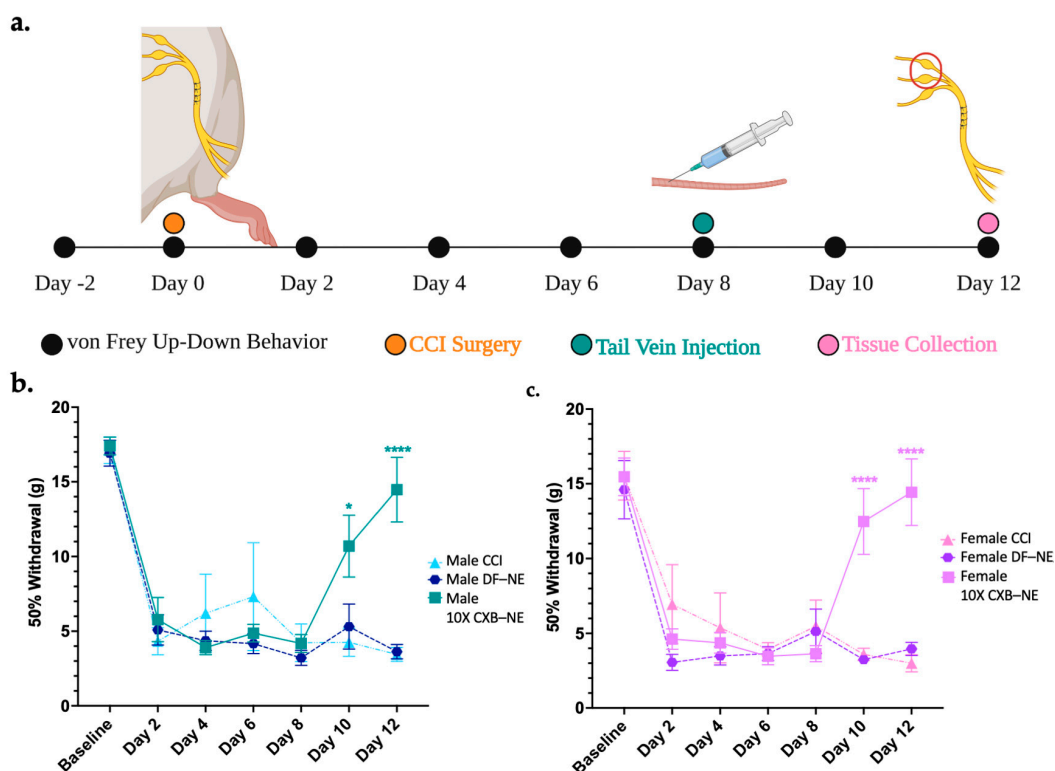 a.
Day -2
Day 0
Day 2
Day 4
Day 6
Day 8
Day 10
Day 12
von Frey Up-Down Behavior
CCI Surgery
Tail Vein Injection
Tissue Collection
b.
50% Withdrawal (g)
20
15
10
5
0
*
****
Baseline
Day 2
Day 4
Day 6
Day 8
Day 10
Day 12
Male CCI
Male DF–NE
Male
10X CXB–NE
c.
50% Withdrawal (g)
20
15
10
5
0
****
****
Baseline
Day 2
Day 4
Day 6
Day 8
Day 10
Day 12
Female CCI
Female DF–NE
Female
10X CXB–NE